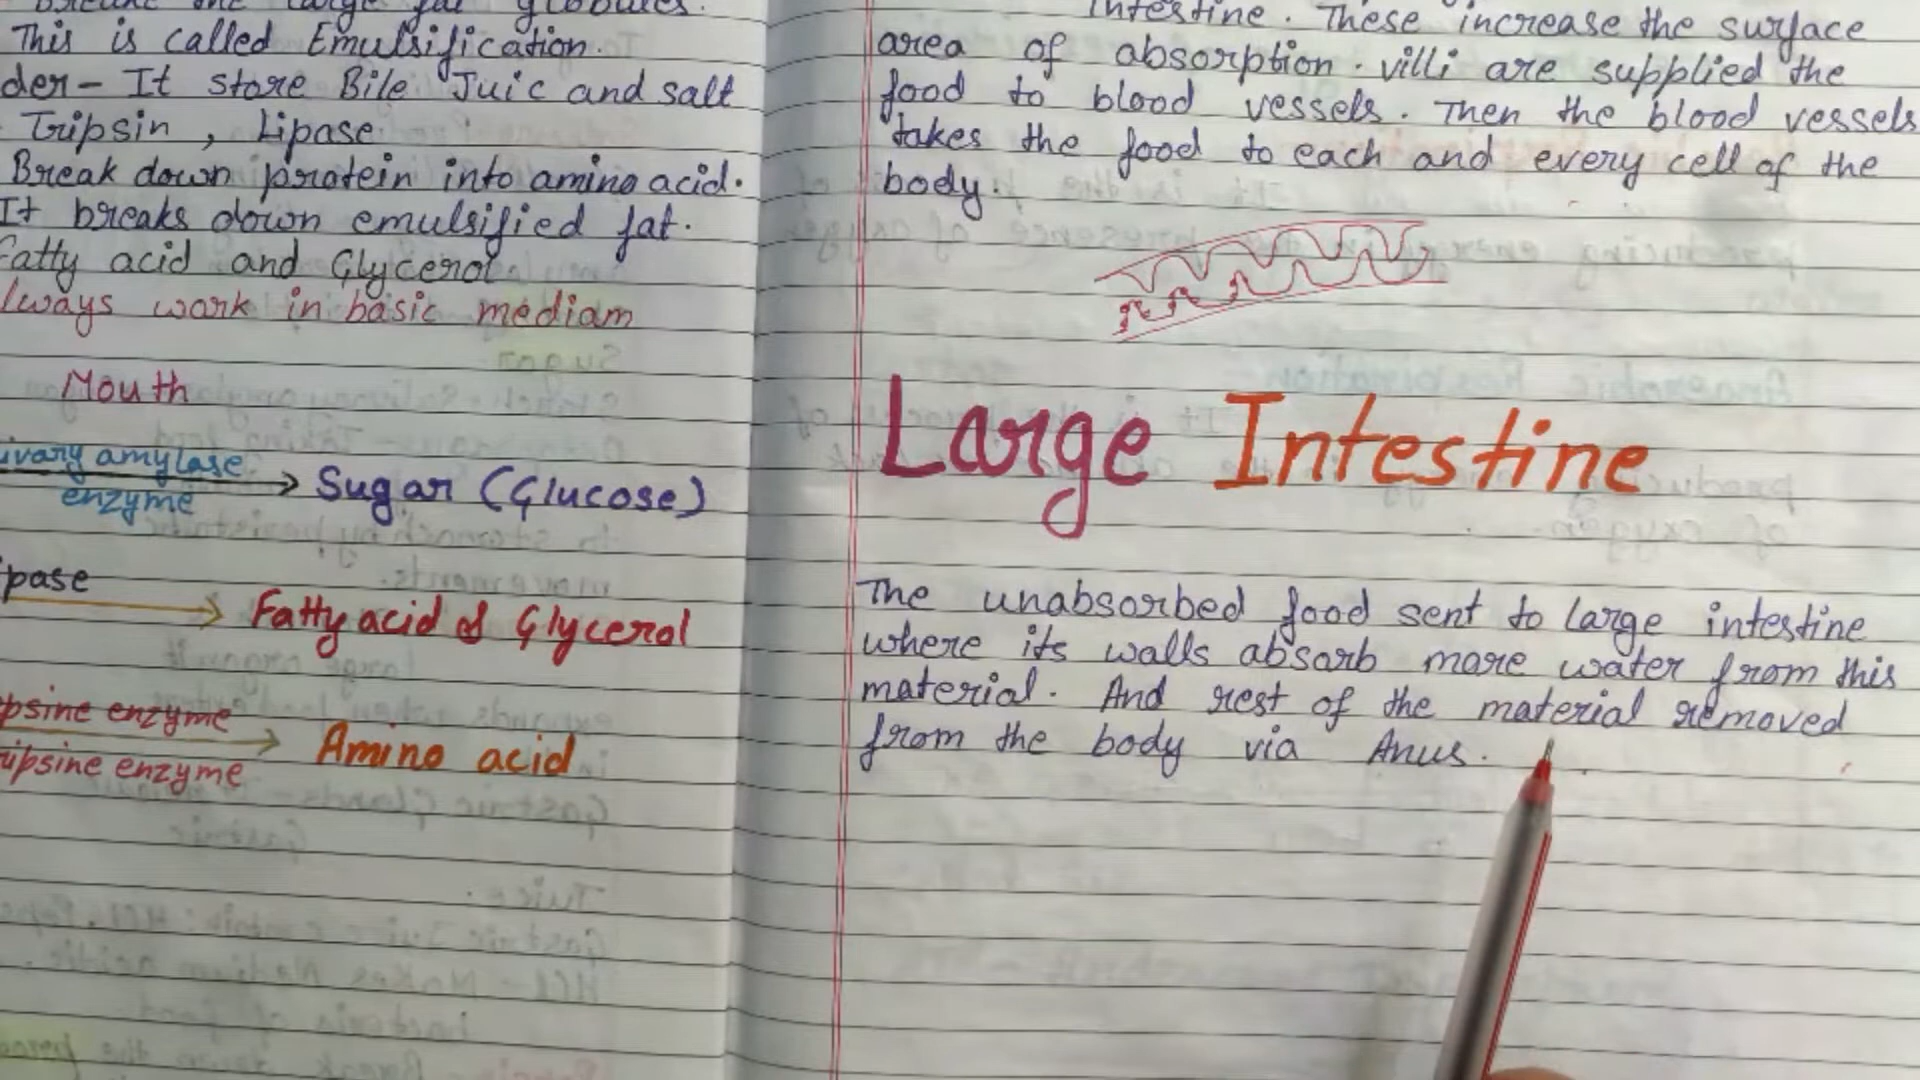 This is called Emulsification.
der- It store Bile Juic and salt
Tripsin, Lipase
Break down protein into amino acid.
It breaks down emulsified fat.
Fatty acid and Glycerol
lways work in basic mediam
Mouth
ivary amylase
enzyme
Sugar (Glucose)
pase
Fatty acid & Glycerol
psine enzyme
ripsine enzyme
Amino acid
Intestine. These increase the surface
area of absorption. villi are supplied the
food to blood vessels. Then the blood vessels
takes the food to each and every cell of the
body.
Large Intestine
The unabsorbed food sent to large intestine
where its walls absorb more water from this
material. And rest of the material removed
from the body via Anus.